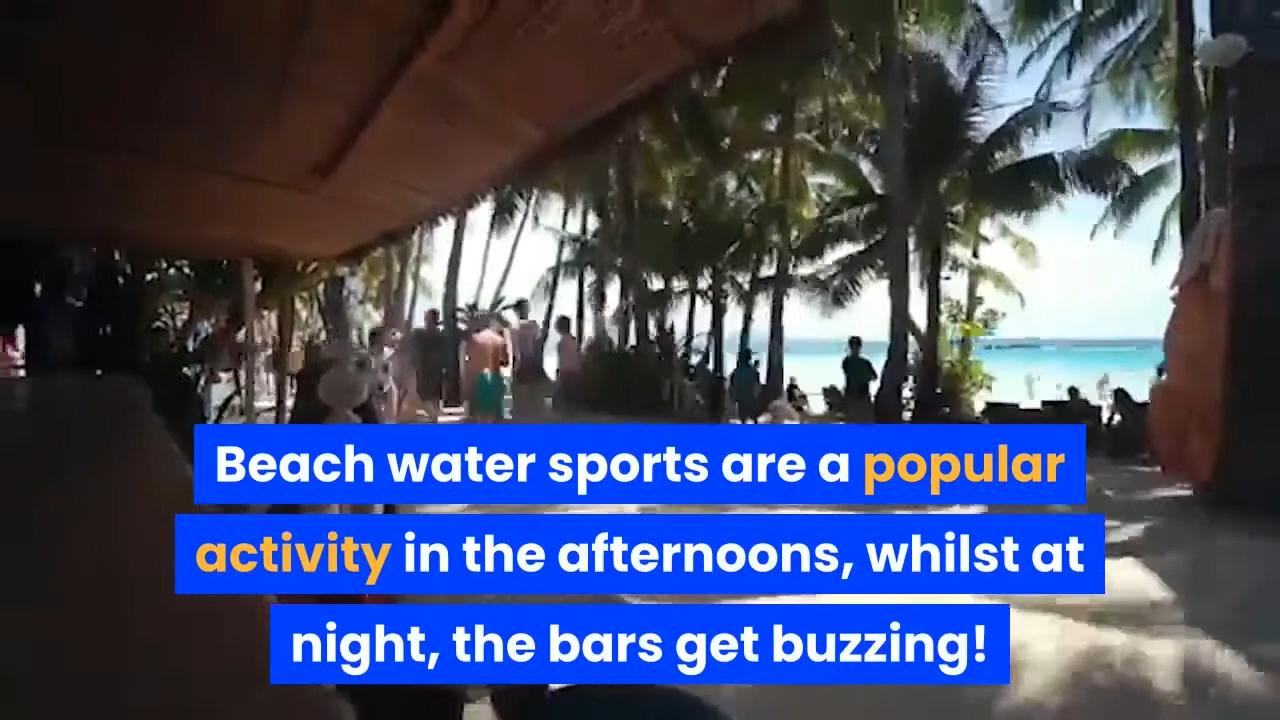 Beach water sports are a popular
activity in the afternoons, whilst at
night, the bars get buzzing!